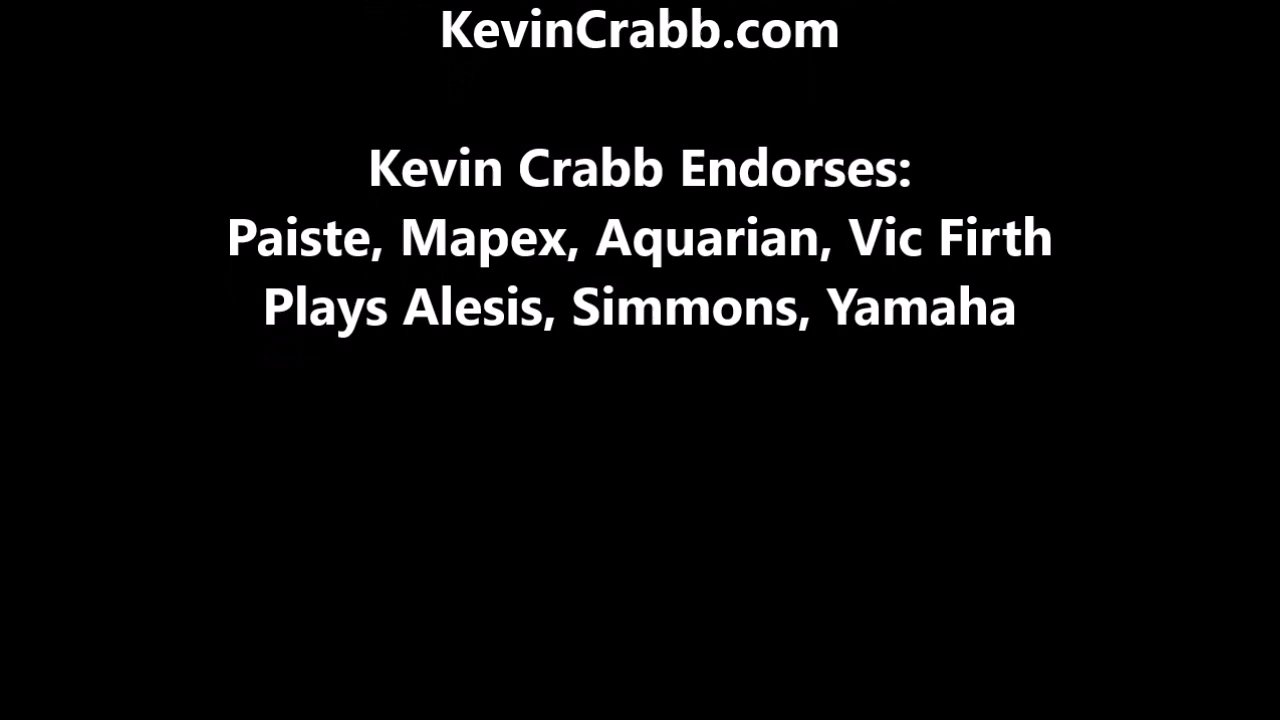 KevinCrabb.com
Kevin Crabb Endorses:
Paiste, Mapex, Aquarian, Vic Firth
Plays Alesis, Simmons, Yamaha